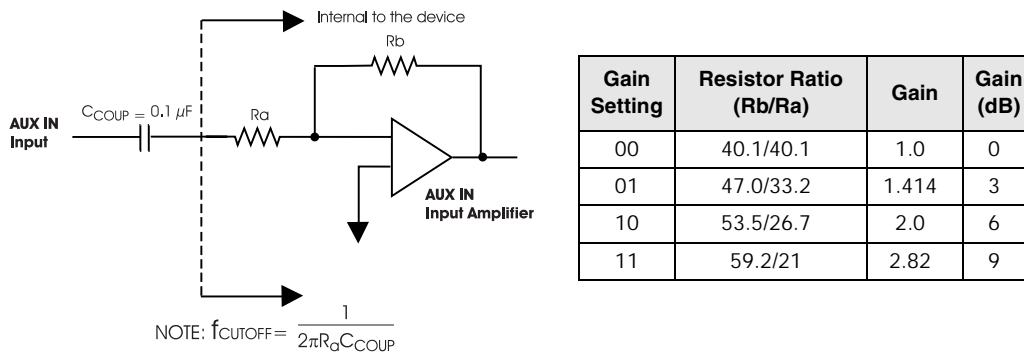 Internal to the device
Rb
CCOUP = 0.1 μF
Ra
AUX IN
Input
AUX IN
Input Amplifier
NOTE: fCUTOFF = 1
2πRaCCOUP
Gain Setting Resistor Ratio (Rb/Ra) Gain Gain (dB)
00 40.1/40.1 1.0 0
01 47.0/33.2 1.414 3
10 53.5/26.7 2.0 6
11 59.2/21 2.82 9